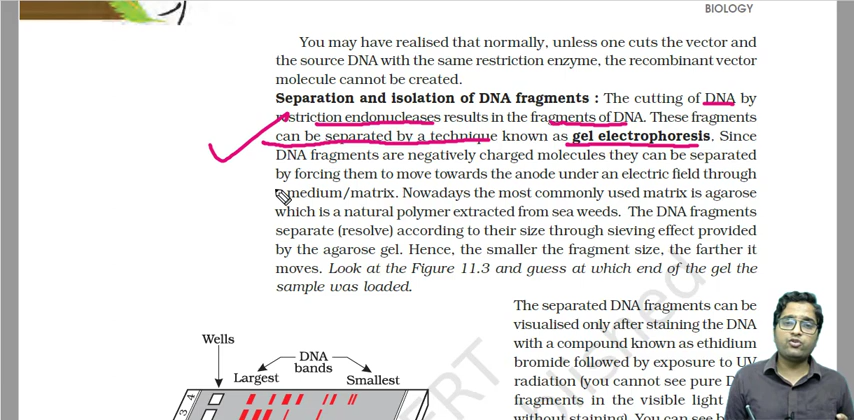 BIOLOGY
You may have realised that normally, unless one cuts the vector and
the source DNA with the same restriction enzyme, the recombinant vector
molecule cannot be created.
Separation and isolation of DNA fragments : The cutting of DNA by
restriction endonucleases results in the fragments of DNA. These fragments
can be separated by a technique known as gel electrophoresis. Since
DNA fragments are negatively charged molecules they can be separated
by forcing them to move towards the anode under an electric field through
medium/matrix. Nowadays the most commonly used matrix is agarose
which is a natural polymer extracted from sea weeds. The DNA fragments
separate (resolve) according to their size through sieving effect provided
by the agarose gel. Hence, the smaller the fragment size, the farther it
moves. Look at the Figure 11.3 and guess at which end of the gel the
sample was loaded.
The separated DNA fragments can be
visualised only after staining the DNA
with a compound known as ethidium
bromide followed by exposure to UV
radiation (you cannot see pure
fragments in the visible light
without staining). You can see
Wells
DNA
bands
Largest
Smallest
4
3